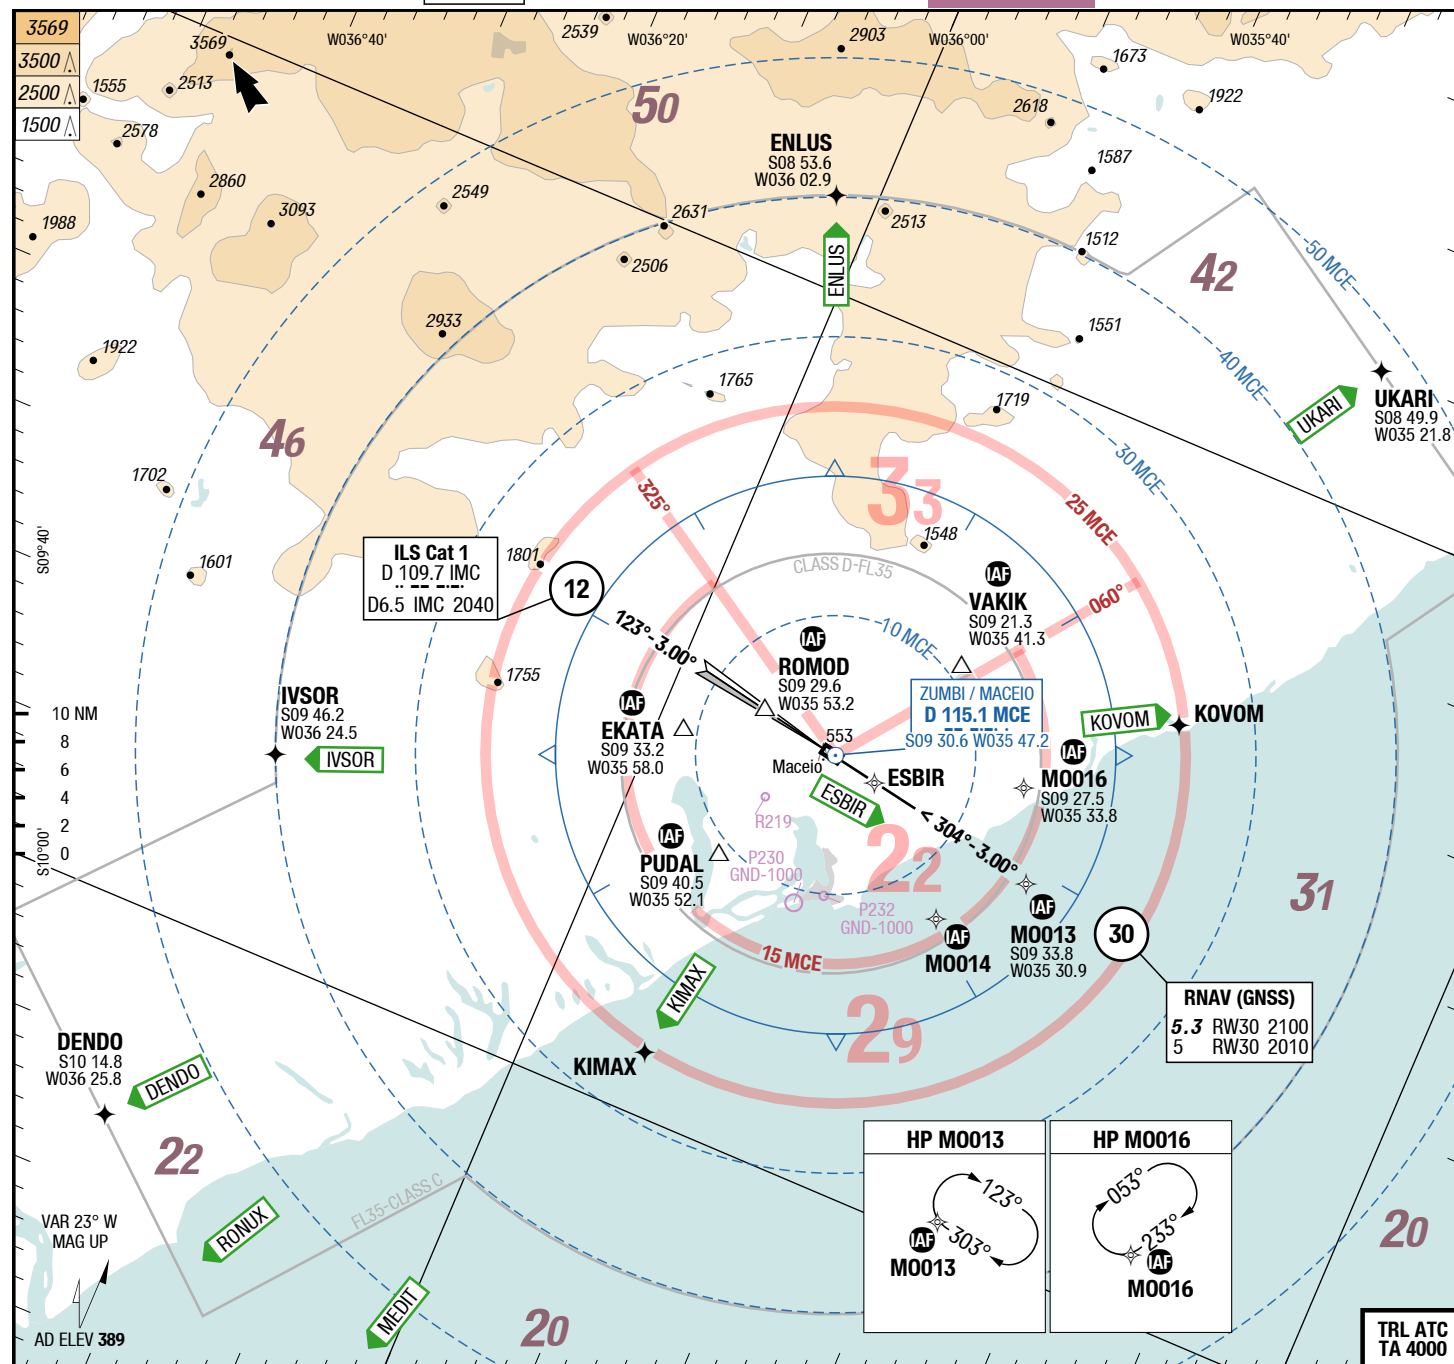 3569
3500
2500
1500
3569
2513
1555
2578
W036°40'
2539
W036°20'
2903
W036°00'
W035°40'
1673
1922
2618
1587
50
ENLUS
S08 53.6
W036 02.9
2860
3093
1988
2549
2631
2506
2513
1512
42
50 MCE
ENLUS
2933
1922
1551
40 MCE
UKARI
UKARI
S08 49.9
W035 21.8
1765
1719
46
30 MCE
1702
325°
33
25 MCE
S09°40'
1601
ILS Cat 1
D 109.7 IMC
D6.5 IMC 2040
1801
12
1548
CLASS D-FL35
IAF
VAKIK
S09 21.3
W035 41.3
060°
123°-3.00°
10 MCE
IAF
ROMOD
S09 29.6
W035 53.2
1755
IVSOR
S09 46.2
W036 24.5
IVSOR
IAF
EKATA
S09 33.2
W035 58.0
ZUMBI / MACEIO
D 115.1 MCE
S09 30.6 W035 47.2
KOVOM
KOVOM
10 NM
8
6
4
2
0
S10°00'
553
Maceio
ESBIR
ESBIR
IAF
MO016
S09 27.5
W035 33.8
R219
< 304°-3.00°
IAF
PUDAL
S09 40.5
W035 52.1
P230
GND-1000
22
P232
GND-1000
31
IAF
MO013
S09 33.8
W035 30.9
30
IAF
MO014
15 MCE
KIMAX
KIMAX
29
RNAV (GNSS)
5.3 RW30 2100
5 RW30 2010
DENDO
S10 14.8
W036 25.8
DENDO
22
HP MO013
123°
303°
IAF
MO013
HP MO016
053°
233°
IAF
MO016
FL35-CLASS C
RONUX
VAR 23° W
MAG UP
AD ELEV 389
MEDIT
20
20
TRL ATC
TA 4000